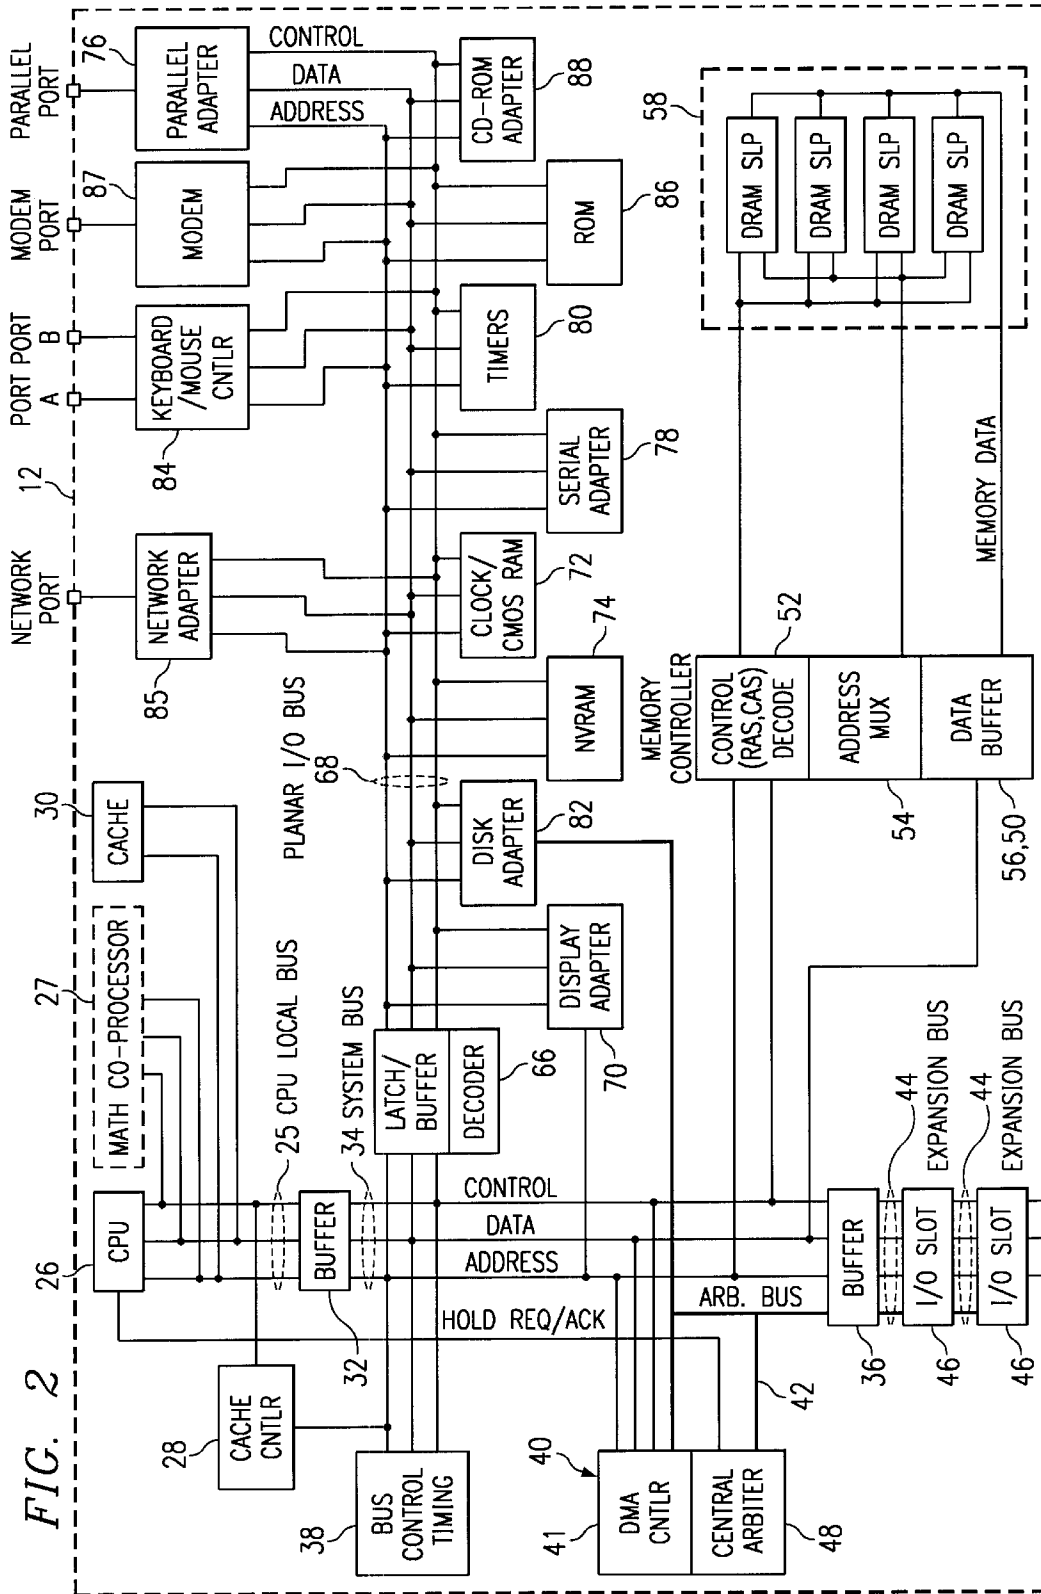 FIG. 2
NETWORK
PORT
12
PORT
A
PORT
B
MODEM
PORT
PARALLEL
PORT
26
CPU
27
MATH CO-PROCESSOR
30
CACHE
85
NETWORK
ADAPTER
84
KEYBOARD
/MOUSE
CNTLR
87
MODEM
76
PARALLEL
ADAPTER
28
CACHE
CNTLR
25 CPU LOCAL BUS
32
BUFFER
34 SYSTEM BUS
PLANAR I/O BUS
68
ADDRESS
DATA
CONTROL
38
BUS
CONTROL
TIMING
HOLD REQ/ACK
ADDRESS
DATA
CONTROL
LATCH/
BUFFER
DECODER
66
DISK
ADAPTER
82
CLOCK/
CMOS RAM
72
TIMERS
80
CD-ROM
ADAPTER
88
DISPLAY
ADAPTER
70
NVRAM
74
SERIAL
ADAPTER
78
ROM
86
40
41
DMA
CNTLR
CENTRAL
ARBITER
48
42
ARB. BUS
MEMORY
CONTROLLER
CONTROL
(RAS,CAS)
DECODE
52
ADDRESS
MUX
54
DATA
BUFFER
56,50
MEMORY DATA
58
DRAM SLP
DRAM SLP
DRAM SLP
DRAM SLP
36
BUFFER
44
EXPANSION BUS
46
I/O SLOT
44
EXPANSION BUS
46
I/O SLOT